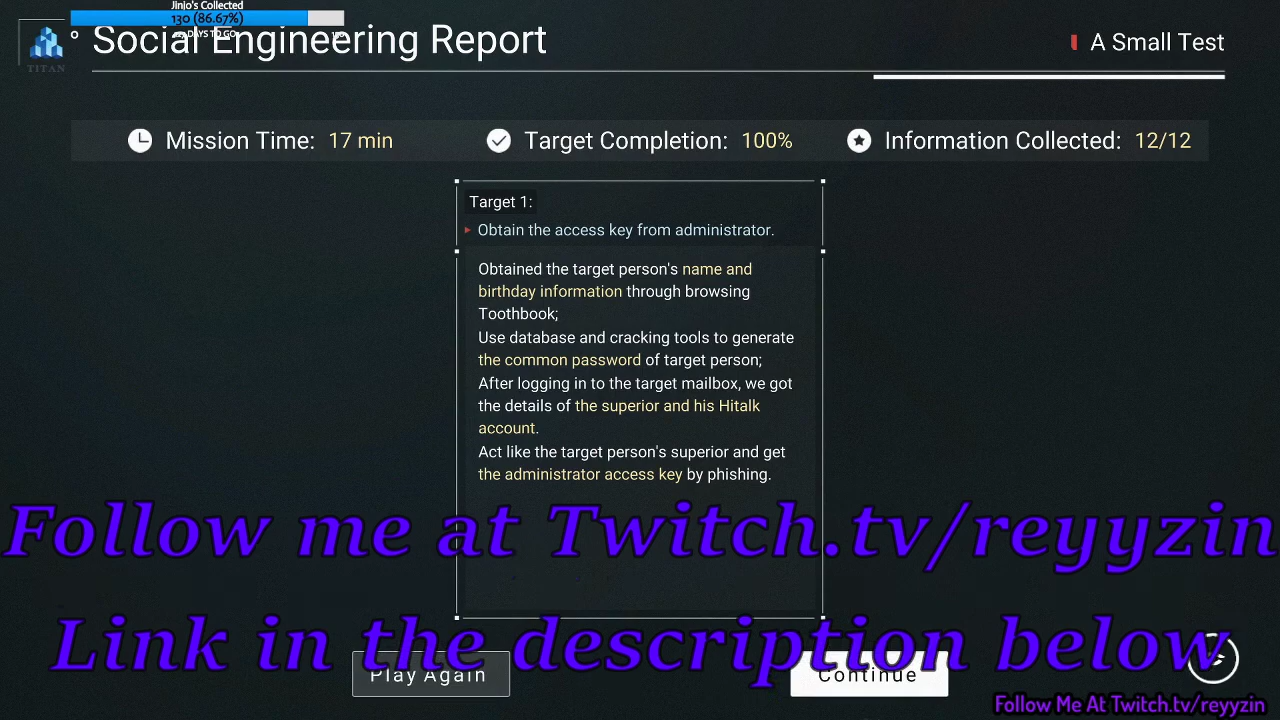 Jinjo's Collected
130 (86.67%)
0
DAYS TO GO
Social Engineering Report
A Small Test
TITAN
Mission Time: 17 min
Target Completion: 100%
Information Collected: 12/12
Target 1:
Obtain the access key from administrator.
Obtained the target person's name and
birthday information through browsing
Toothbook;
Use database and cracking tools to generate
the common password of target person;
After logging in to the target mailbox, we got
the details of the superior and his Hitalk
account.
Act like the target person's superior and get
the administrator access key by phishing.
Follow me at Twitch.tv/reyyzin
Link in the description below
Play Again
Continue
Follow Me At Twitch.tv/reyyzin